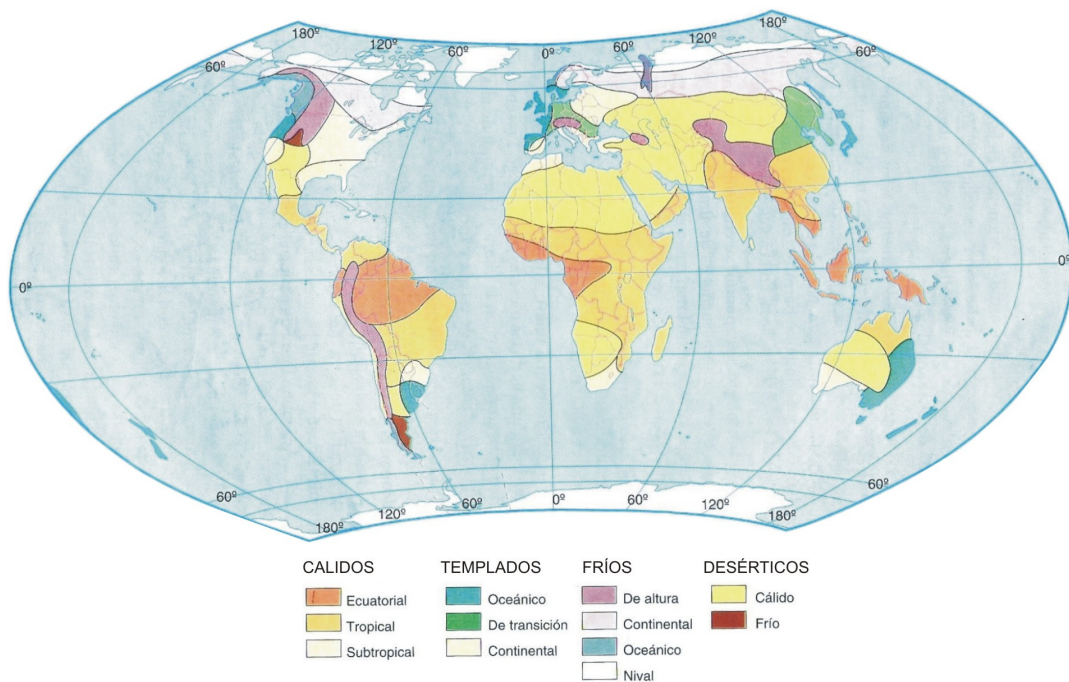 180º 120º 60º 0º 60º 120º 180º
60º 60º
0º 0º
60º 60º
180º 120º 60º 0º 60º 120º 180º
CALIDOS TEMPLADOS FRÍOS DESÉRTICOS
Ecuatorial Oceánico De altura Cálido
Tropical De transición Continental Frío
Subtropical Continental Oceánico
Nival